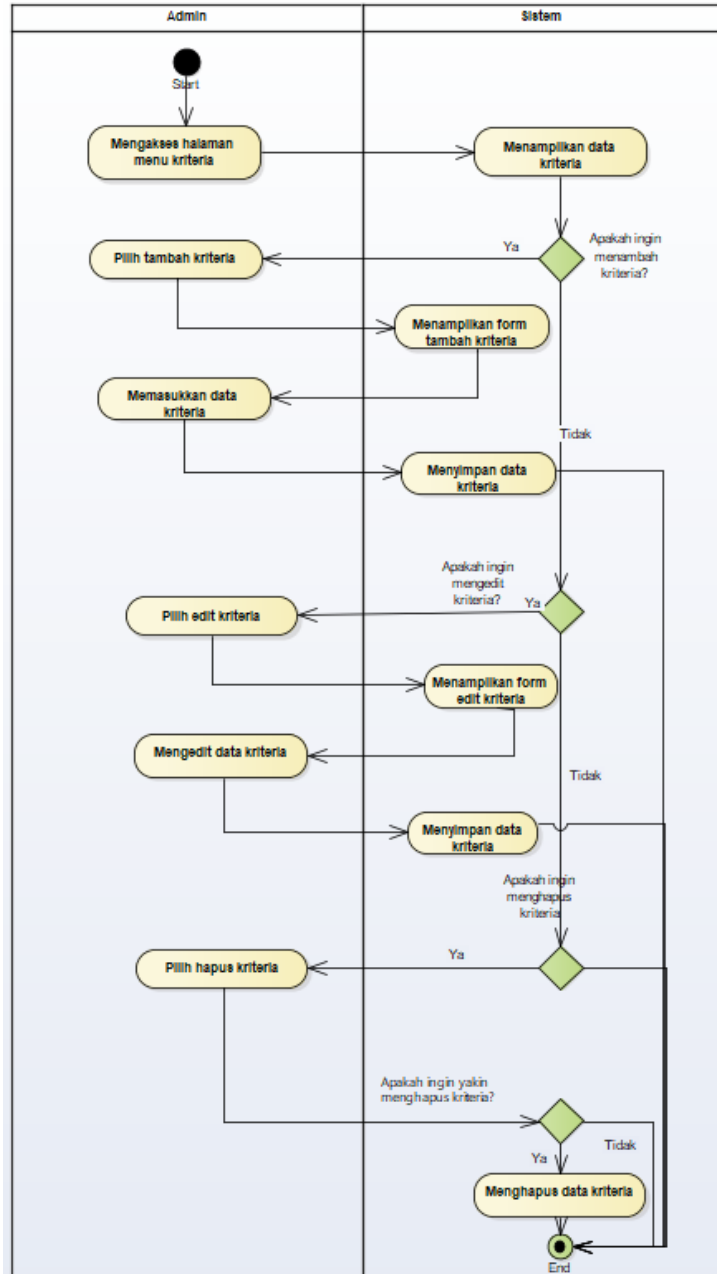 Admin
Sistem
Start
Mengakses halaman
menu kriteria
Menampilkan data
kriteria
Apakah ingin
menambah
kriteria?
Ya
Pilih tambah kriteria
Menampilkan form
tambah kriteria
Memasukkan data
kriteria
Tidak
Menyimpan data
kriteria
Apakah ingin
mengedit
kriteria?
Ya
Pilih edit kriteria
Menampilkan form
edit kriteria
Mengedit data kriteria
Tidak
Menyimpan data
kriteria
Apakah ingin
menghapus
kriteria
Ya
Pilih hapus kriteria
Apakah ingin yakin
menghapus kriteria?
Tidak
Ya
Menghapus data kriteria
End